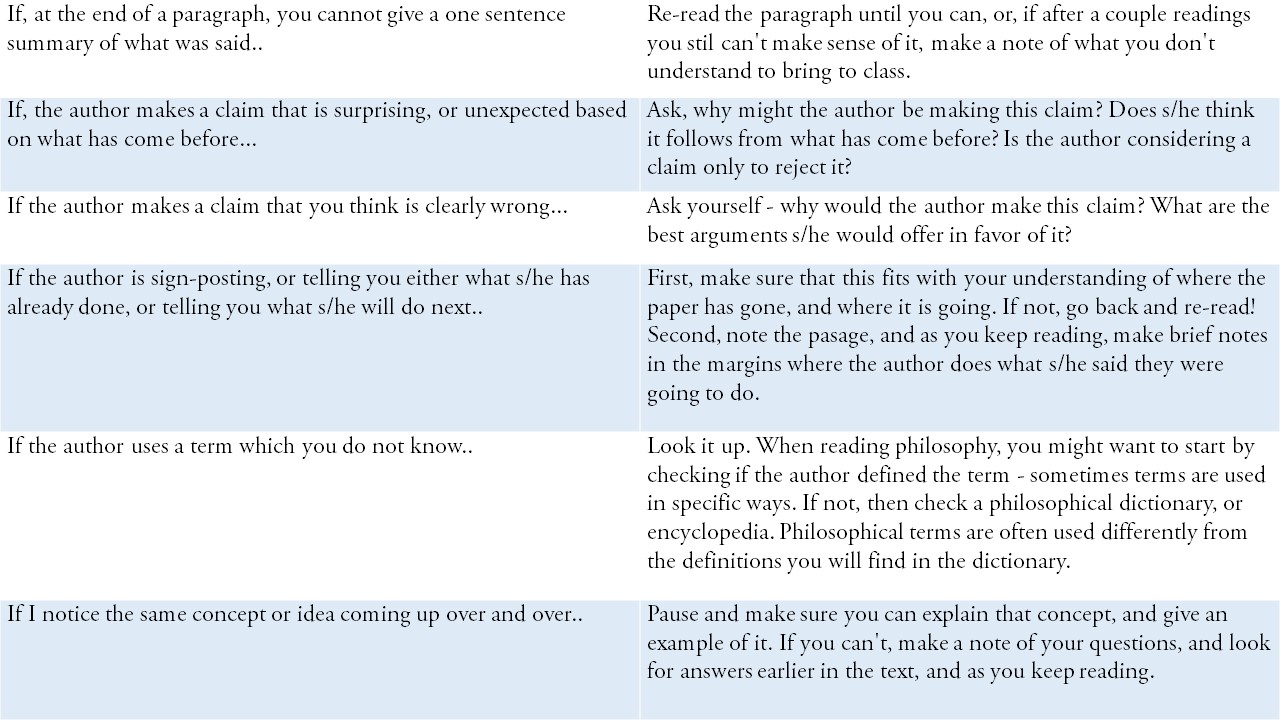 If, at the end of a paragraph, you cannot give a one sentence
summary of what was said..
Re-read the paragraph until you can, or, if after a couple readings
you stil can't make sense of it, make a note of what you don't
understand to bring to class.
If, the author makes a claim that is surprising, or unexpected based
on what has come before...
Ask, why might the author be making this claim? Does s/he think
it follows from what has come before? Is the author considering a
claim only to reject it?
If the author makes a claim that you think is clearly wrong...
Ask yourself - why would the author make this claim? What are the
best arguments s/he would offer in favor of it?
If the author is sign-posting, or telling you either what s/he has
already done, or telling you what s/he will do next..
First, make sure that this fits with your understanding of where the
paper has gone, and where it is going. If not, go back and re-read!
Second, note the pasage, and as you keep reading, make brief notes
in the margins where the author does what s/he said they were
going to do.
If the author uses a term which you do not know..
Look it up. When reading philosophy, you might want to start by
checking if the author defined the term - sometimes terms are used
in specific ways. If not, then check a philosophical dictionary, or
encyclopedia. Philosophical terms are often used differently from
the definitions you will find in the dictionary.
If I notice the same concept or idea coming up over and over..
Pause and make sure you can explain that concept, and give an
example of it. If you can't, make a note of your questions, and look
for answers earlier in the text, and as you keep reading.